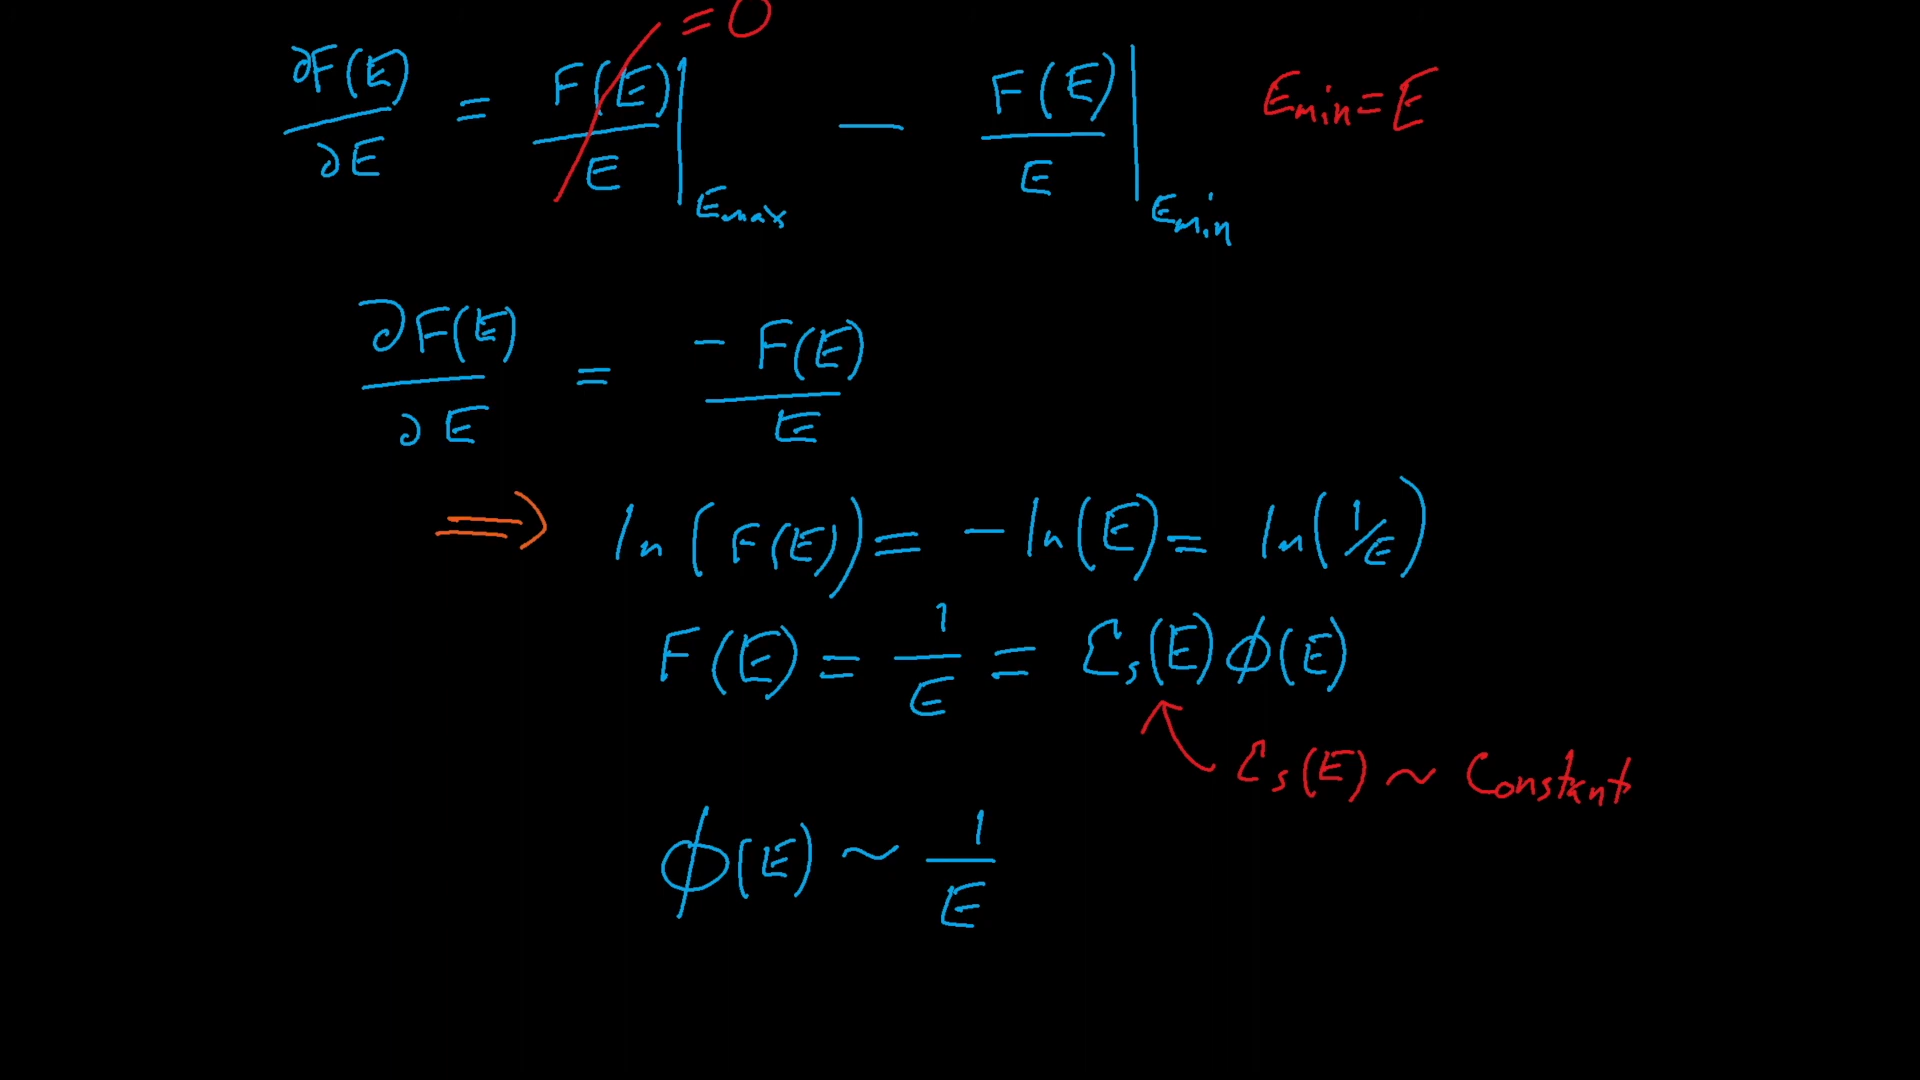 ∂F(E)/∂E = F(E)/E |Emax = 0 − F(E)/E |Emin Emin = E
∂F(E)/∂E = −F(E)/E
⟹ ln(F(E)) = −ln(E) = ln(1/E)
F(E) = 1/E = Σs(E) ϕ(E)
Σs(E) ~ Constant
ϕ(E) ~ 1/E